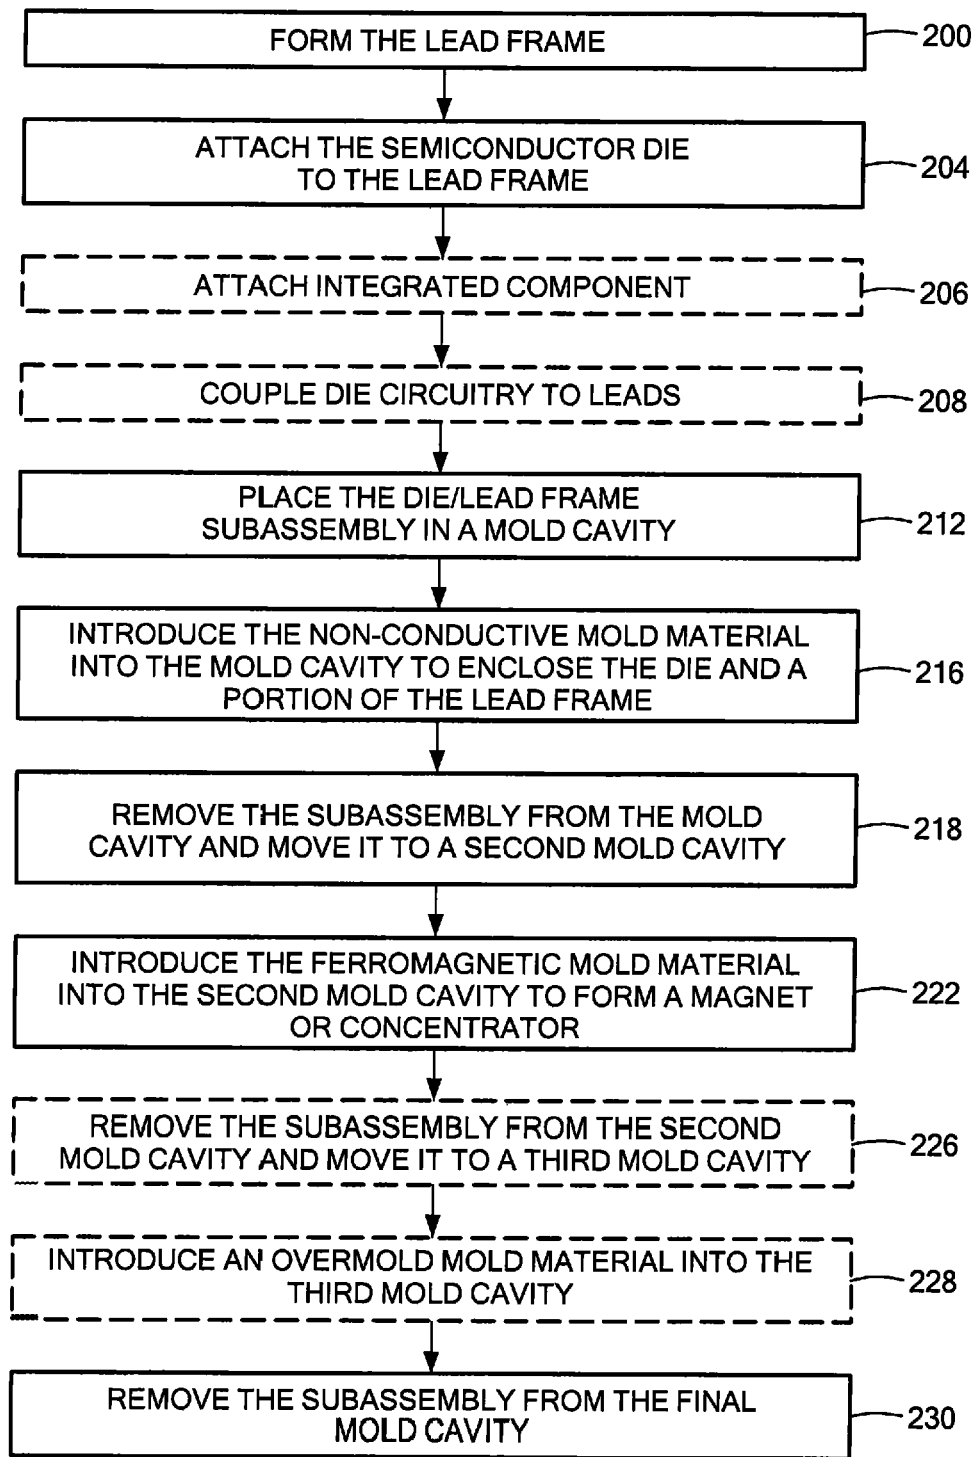 FORM THE LEAD FRAME
200
ATTACH THE SEMICONDUCTOR DIE
TO THE LEAD FRAME
204
ATTACH INTEGRATED COMPONENT
206
COUPLE DIE CIRCUITRY TO LEADS
208
PLACE THE DIE/LEAD FRAME
SUBASSEMBLY IN A MOLD CAVITY
212
INTRODUCE THE NON-CONDUCTIVE MOLD MATERIAL
INTO THE MOLD CAVITY TO ENCLOSE THE DIE AND A
PORTION OF THE LEAD FRAME
216
REMOVE THE SUBASSEMBLY FROM THE MOLD
CAVITY AND MOVE IT TO A SECOND MOLD CAVITY
218
INTRODUCE THE FERROMAGNETIC MOLD MATERIAL
INTO THE SECOND MOLD CAVITY TO FORM A MAGNET
OR CONCENTRATOR
222
REMOVE THE SUBASSEMBLY FROM THE SECOND
MOLD CAVITY AND MOVE IT TO A THIRD MOLD CAVITY
226
INTRODUCE AN OVERMOLD MOLD MATERIAL INTO THE
THIRD MOLD CAVITY
228
REMOVE THE SUBASSEMBLY FROM THE FINAL
MOLD CAVITY
230